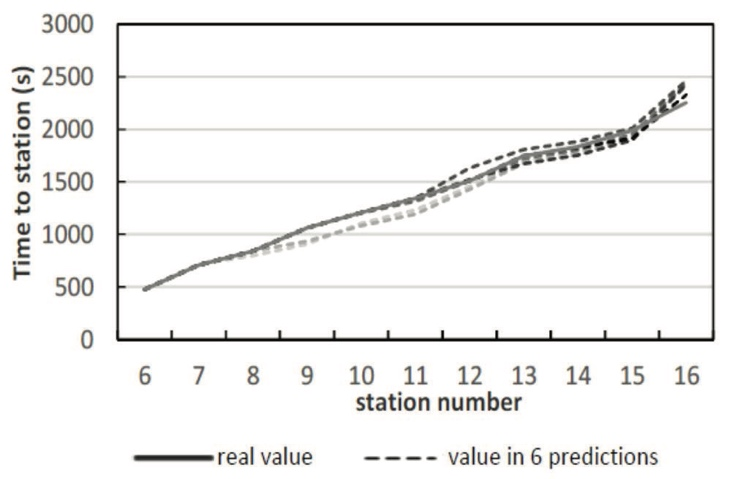 3000
2500
2000
1500
1000
500
0
Time to station (s)
6 7 8 9 10 11 12 13 14 15 16
station number
real value value in 6 predictions